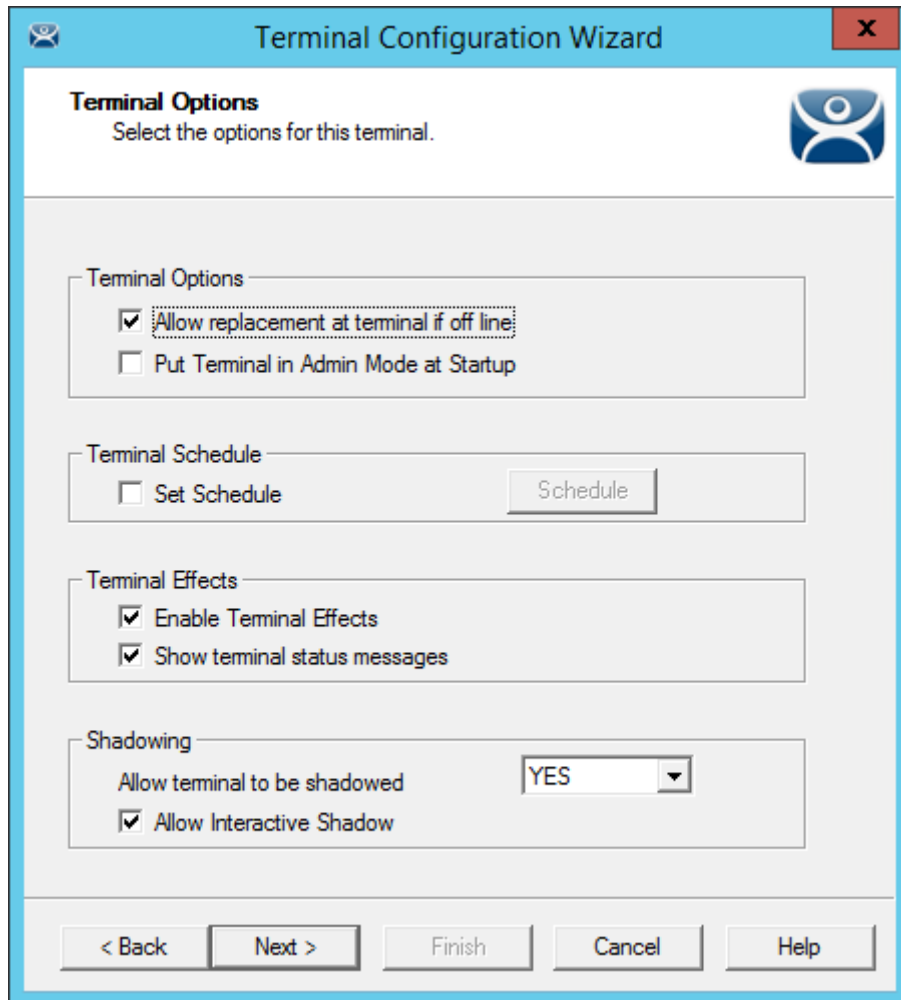 Terminal Configuration Wizard
x
Terminal Options
Select the options for this terminal.
Terminal Options
Allow replacement at terminal if off line
Put Terminal in Admin Mode at Startup
Terminal Schedule
Set Schedule
Schedule
Terminal Effects
Enable Terminal Effects
Show terminal status messages
Shadowing
Allow terminal to be shadowed
YES
Allow Interactive Shadow
< Back
Next >
Finish
Cancel
Help